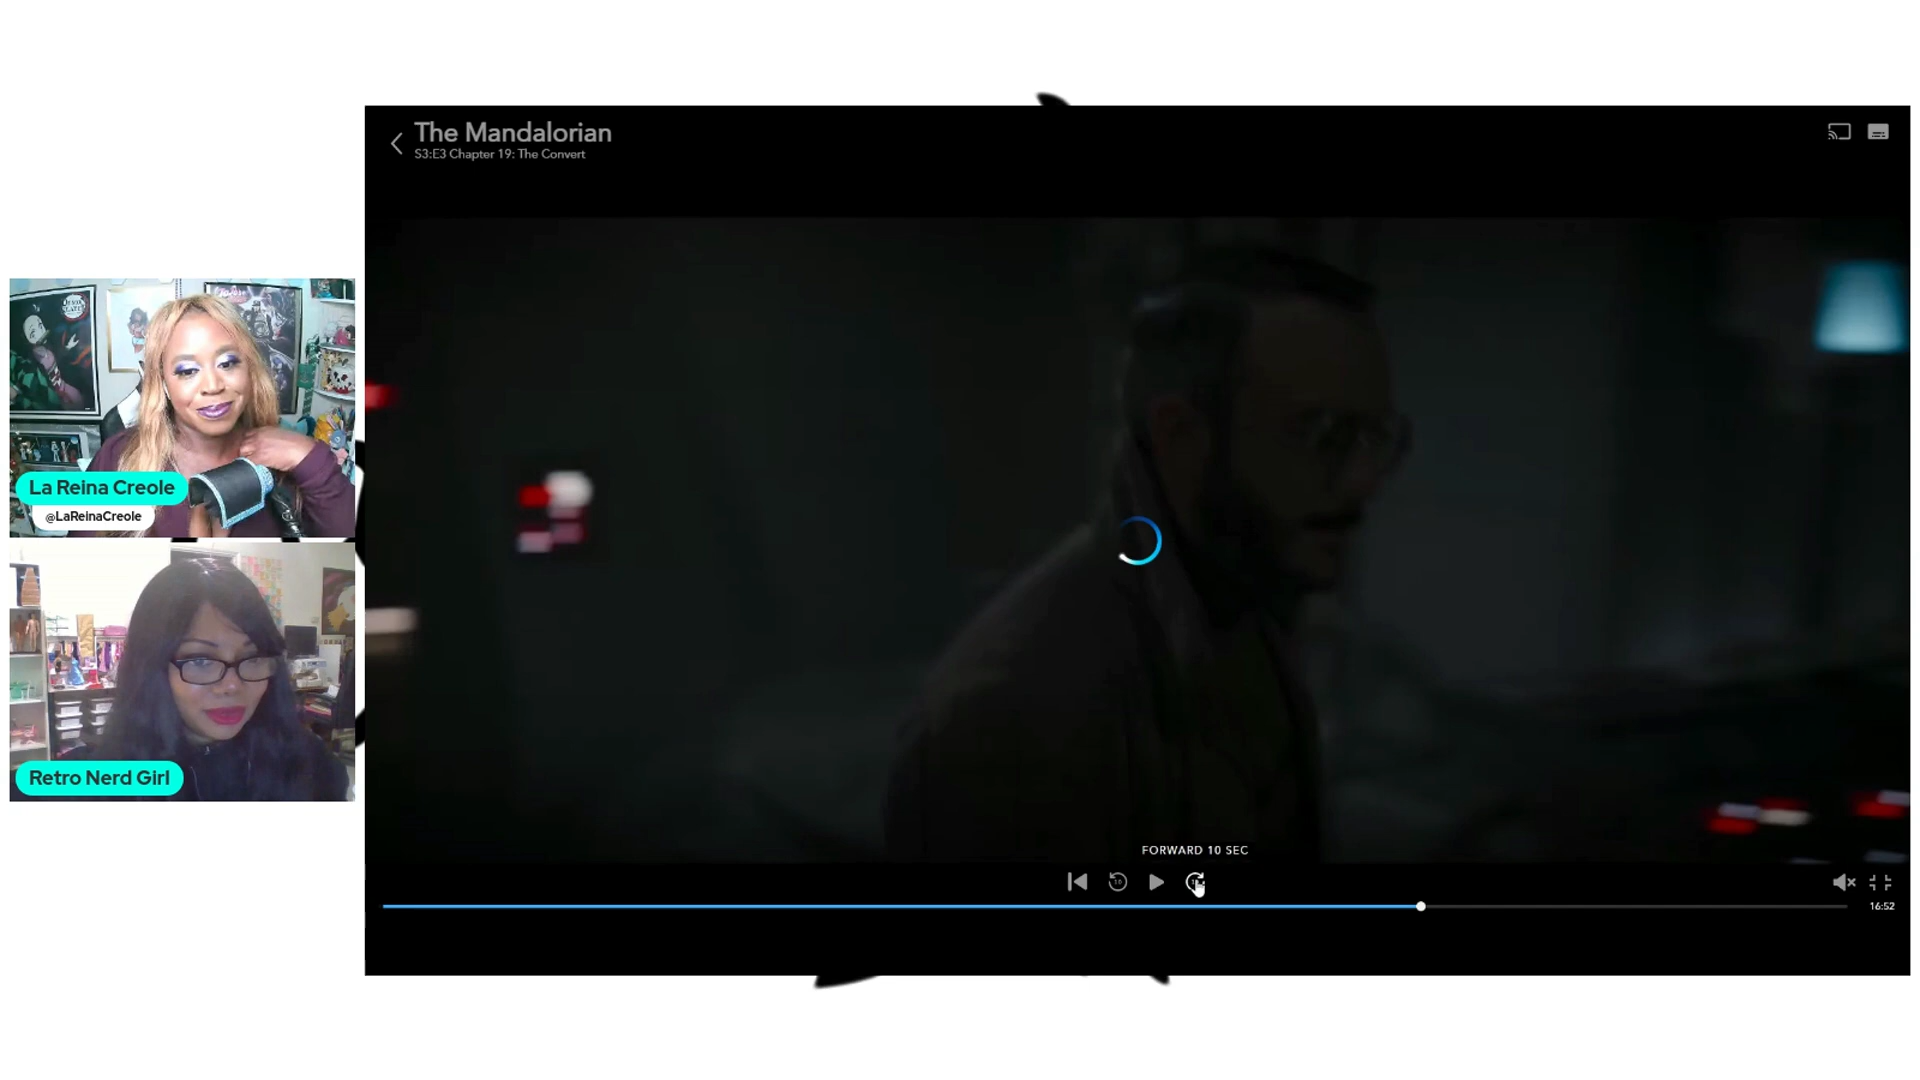 The Mandalorian
S3:E3 Chapter 19: The Convert
La Reina Creole
@LaReinaCreole
Retro Nerd Girl
FORWARD 10 SEC
10
16:52